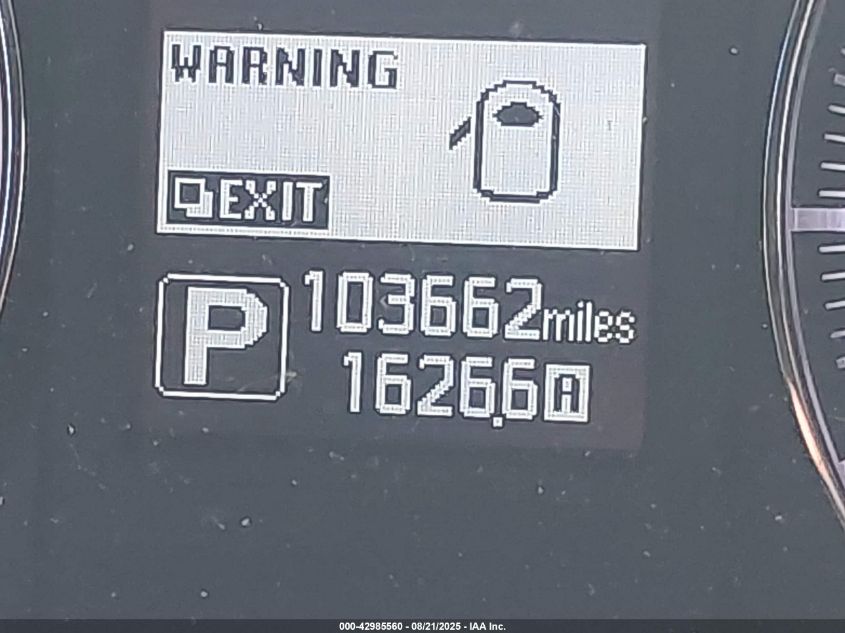 WARNING
EXIT
P
103662miles
1626.6A
000-42985560 - 08/21/2025 - IAA Inc.